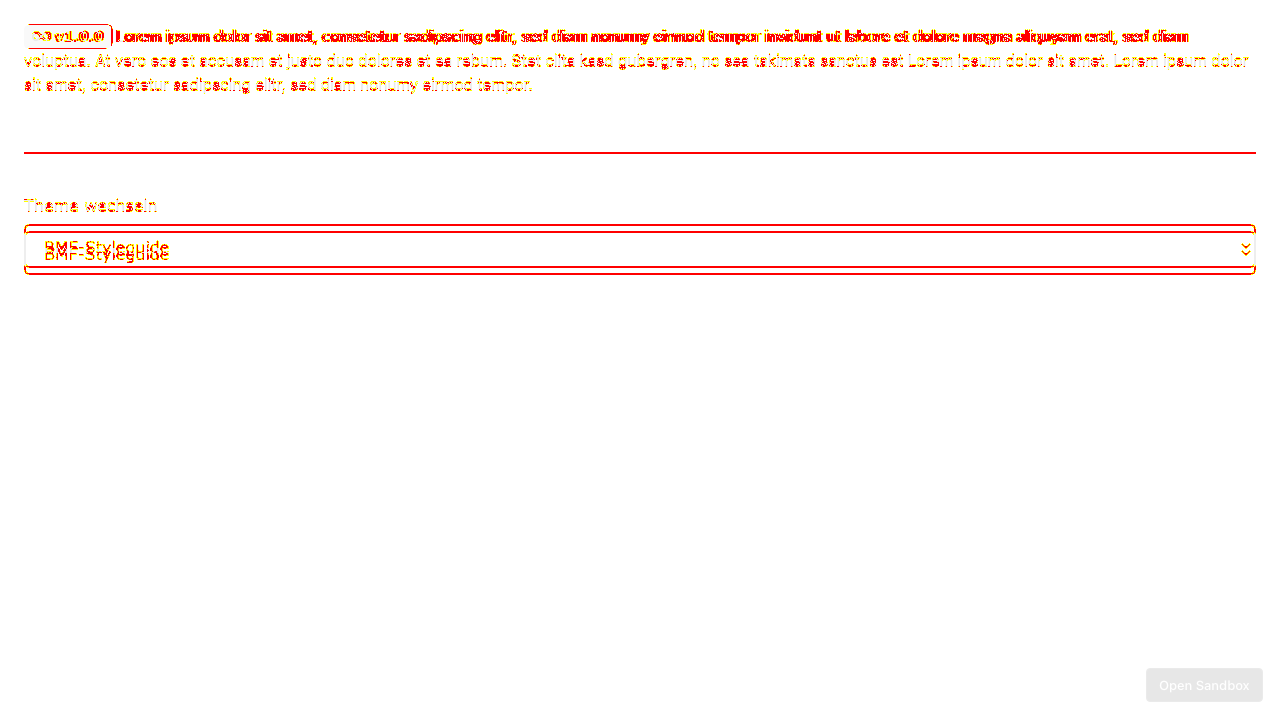 v1.0.0 Lorem ipsum dolor sit amet, consetetur sadipscing elitr, sed diam nonumy eirmod tempor invidunt ut labore et dolore magna aliquyam erat, sed diam
voluptua. At vero eos et accusam et justo duo dolores et ea rebum. Stet clita kasd gubergren, no sea takimata sanctus est Lorem ipsum dolor sit amet. Lorem ipsum dolor
sit amet, consetetur sadipscing elitr, sed diam nonumy eirmod tempor.
Theme wechseln
BMF-Styleguide
BMF-Styleguide
Open Sandbox